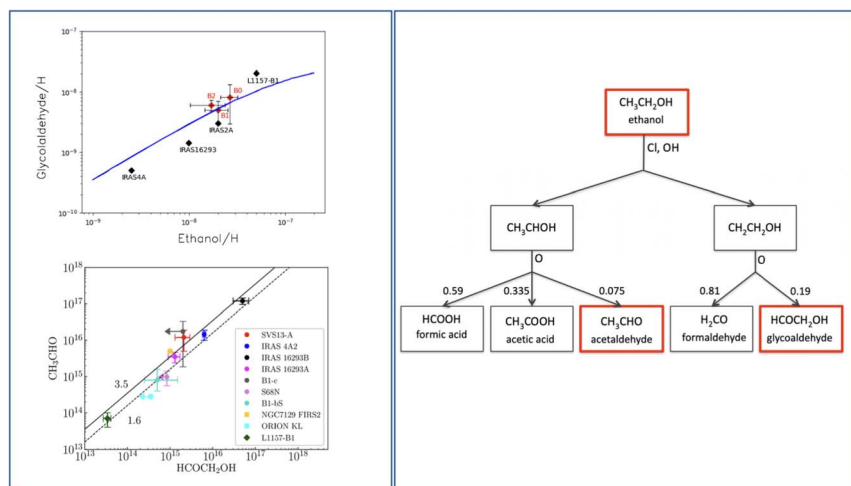 10⁻⁷
10⁻⁸
10⁻⁹
10⁻¹⁰
Glycolaldehyde/H
L1157-B1
B2
B0
B1
IRAS2A
IRAS16293
IRAS4A
10⁻⁹
10⁻⁸
10⁻⁷
Ethanol/H
10¹⁸
10¹⁷
10¹⁶
10¹⁵
10¹⁴
10¹³
CH₃CHO
3.5
1.6
SVS13-A
IRAS 4A2
IRAS 16293B
IRAS 16293A
B1-c
S68N
B1-bS
NGC7129 FIRS2
ORION KL
L1157-B1
10¹³
10¹⁴
10¹⁵
10¹⁶
10¹⁷
10¹⁸
HCOCH₂OH
CH₃CH₂OH
ethanol
Cl, OH
CH₃CHOH
CH₂CH₂OH
O
O
0.59
0.335
0.075
0.81
0.19
HCOOH
formic acid
CH₃COOH
acetic acid
CH₃CHO
acetaldehyde
H₂CO
formaldehyde
HCOCH₂OH
glycoaldehyde